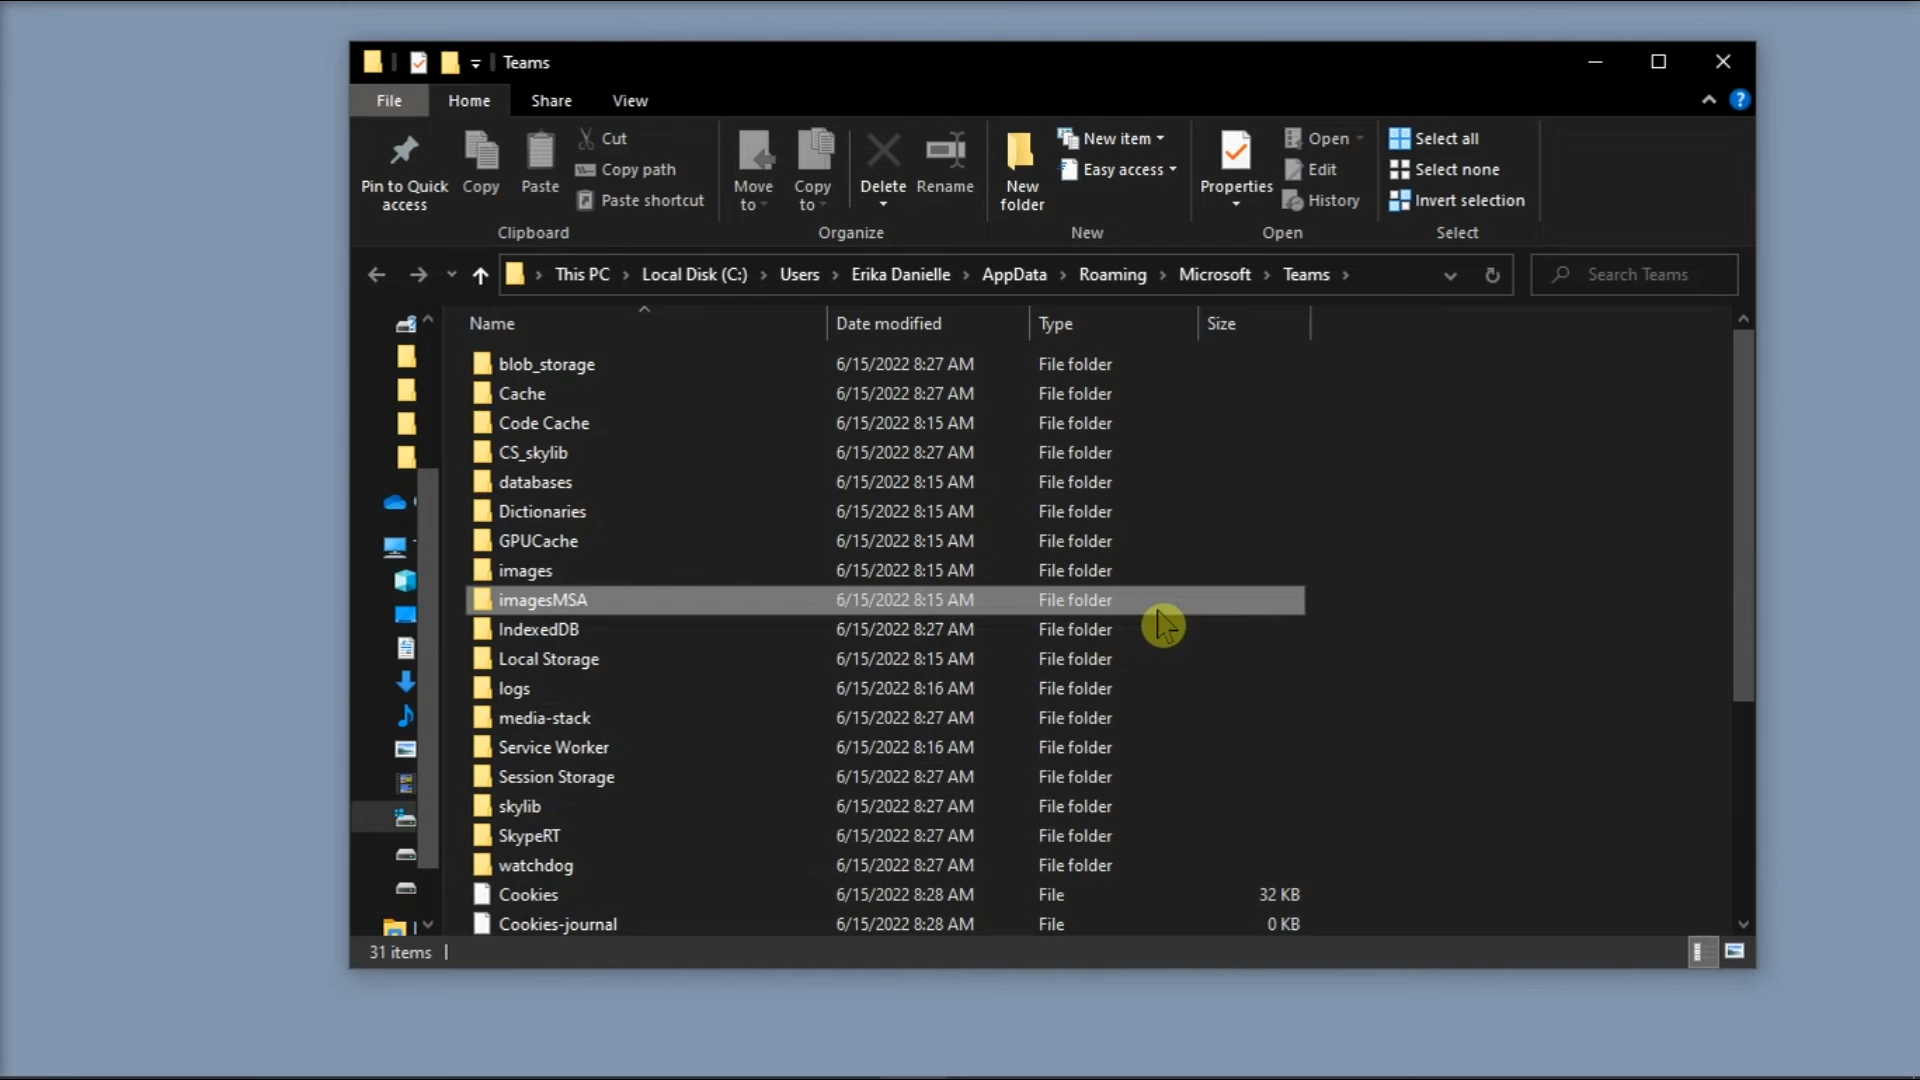 Teams
File Home Share View
Pin to Quick access
Copy
Paste
Cut
Copy path
Paste shortcut
Clipboard
Move to
Copy to
Delete
Rename
Organize
New folder
New item
Easy access
New
Properties
Open
Edit
History
Open
Select all
Select none
Invert selection
Select
This PC > Local Disk (C:) > Users > Erika Danielle > AppData > Roaming > Microsoft > Teams >
Search Teams
Name Date modified Type Size
blob_storage 6/15/2022 8:27 AM File folder
Cache 6/15/2022 8:27 AM File folder
Code Cache 6/15/2022 8:15 AM File folder
CS_skylib 6/15/2022 8:27 AM File folder
databases 6/15/2022 8:15 AM File folder
Dictionaries 6/15/2022 8:15 AM File folder
GPUCache 6/15/2022 8:15 AM File folder
images 6/15/2022 8:15 AM File folder
imagesMSA 6/15/2022 8:15 AM File folder
IndexedDB 6/15/2022 8:27 AM File folder
Local Storage 6/15/2022 8:15 AM File folder
logs 6/15/2022 8:16 AM File folder
media-stack 6/15/2022 8:27 AM File folder
Service Worker 6/15/2022 8:16 AM File folder
Session Storage 6/15/2022 8:27 AM File folder
skylib 6/15/2022 8:27 AM File folder
SkypeRT 6/15/2022 8:27 AM File folder
watchdog 6/15/2022 8:27 AM File folder
Cookies 6/15/2022 8:28 AM File 32 KB
Cookies-journal 6/15/2022 8:28 AM File 0 KB
31 items